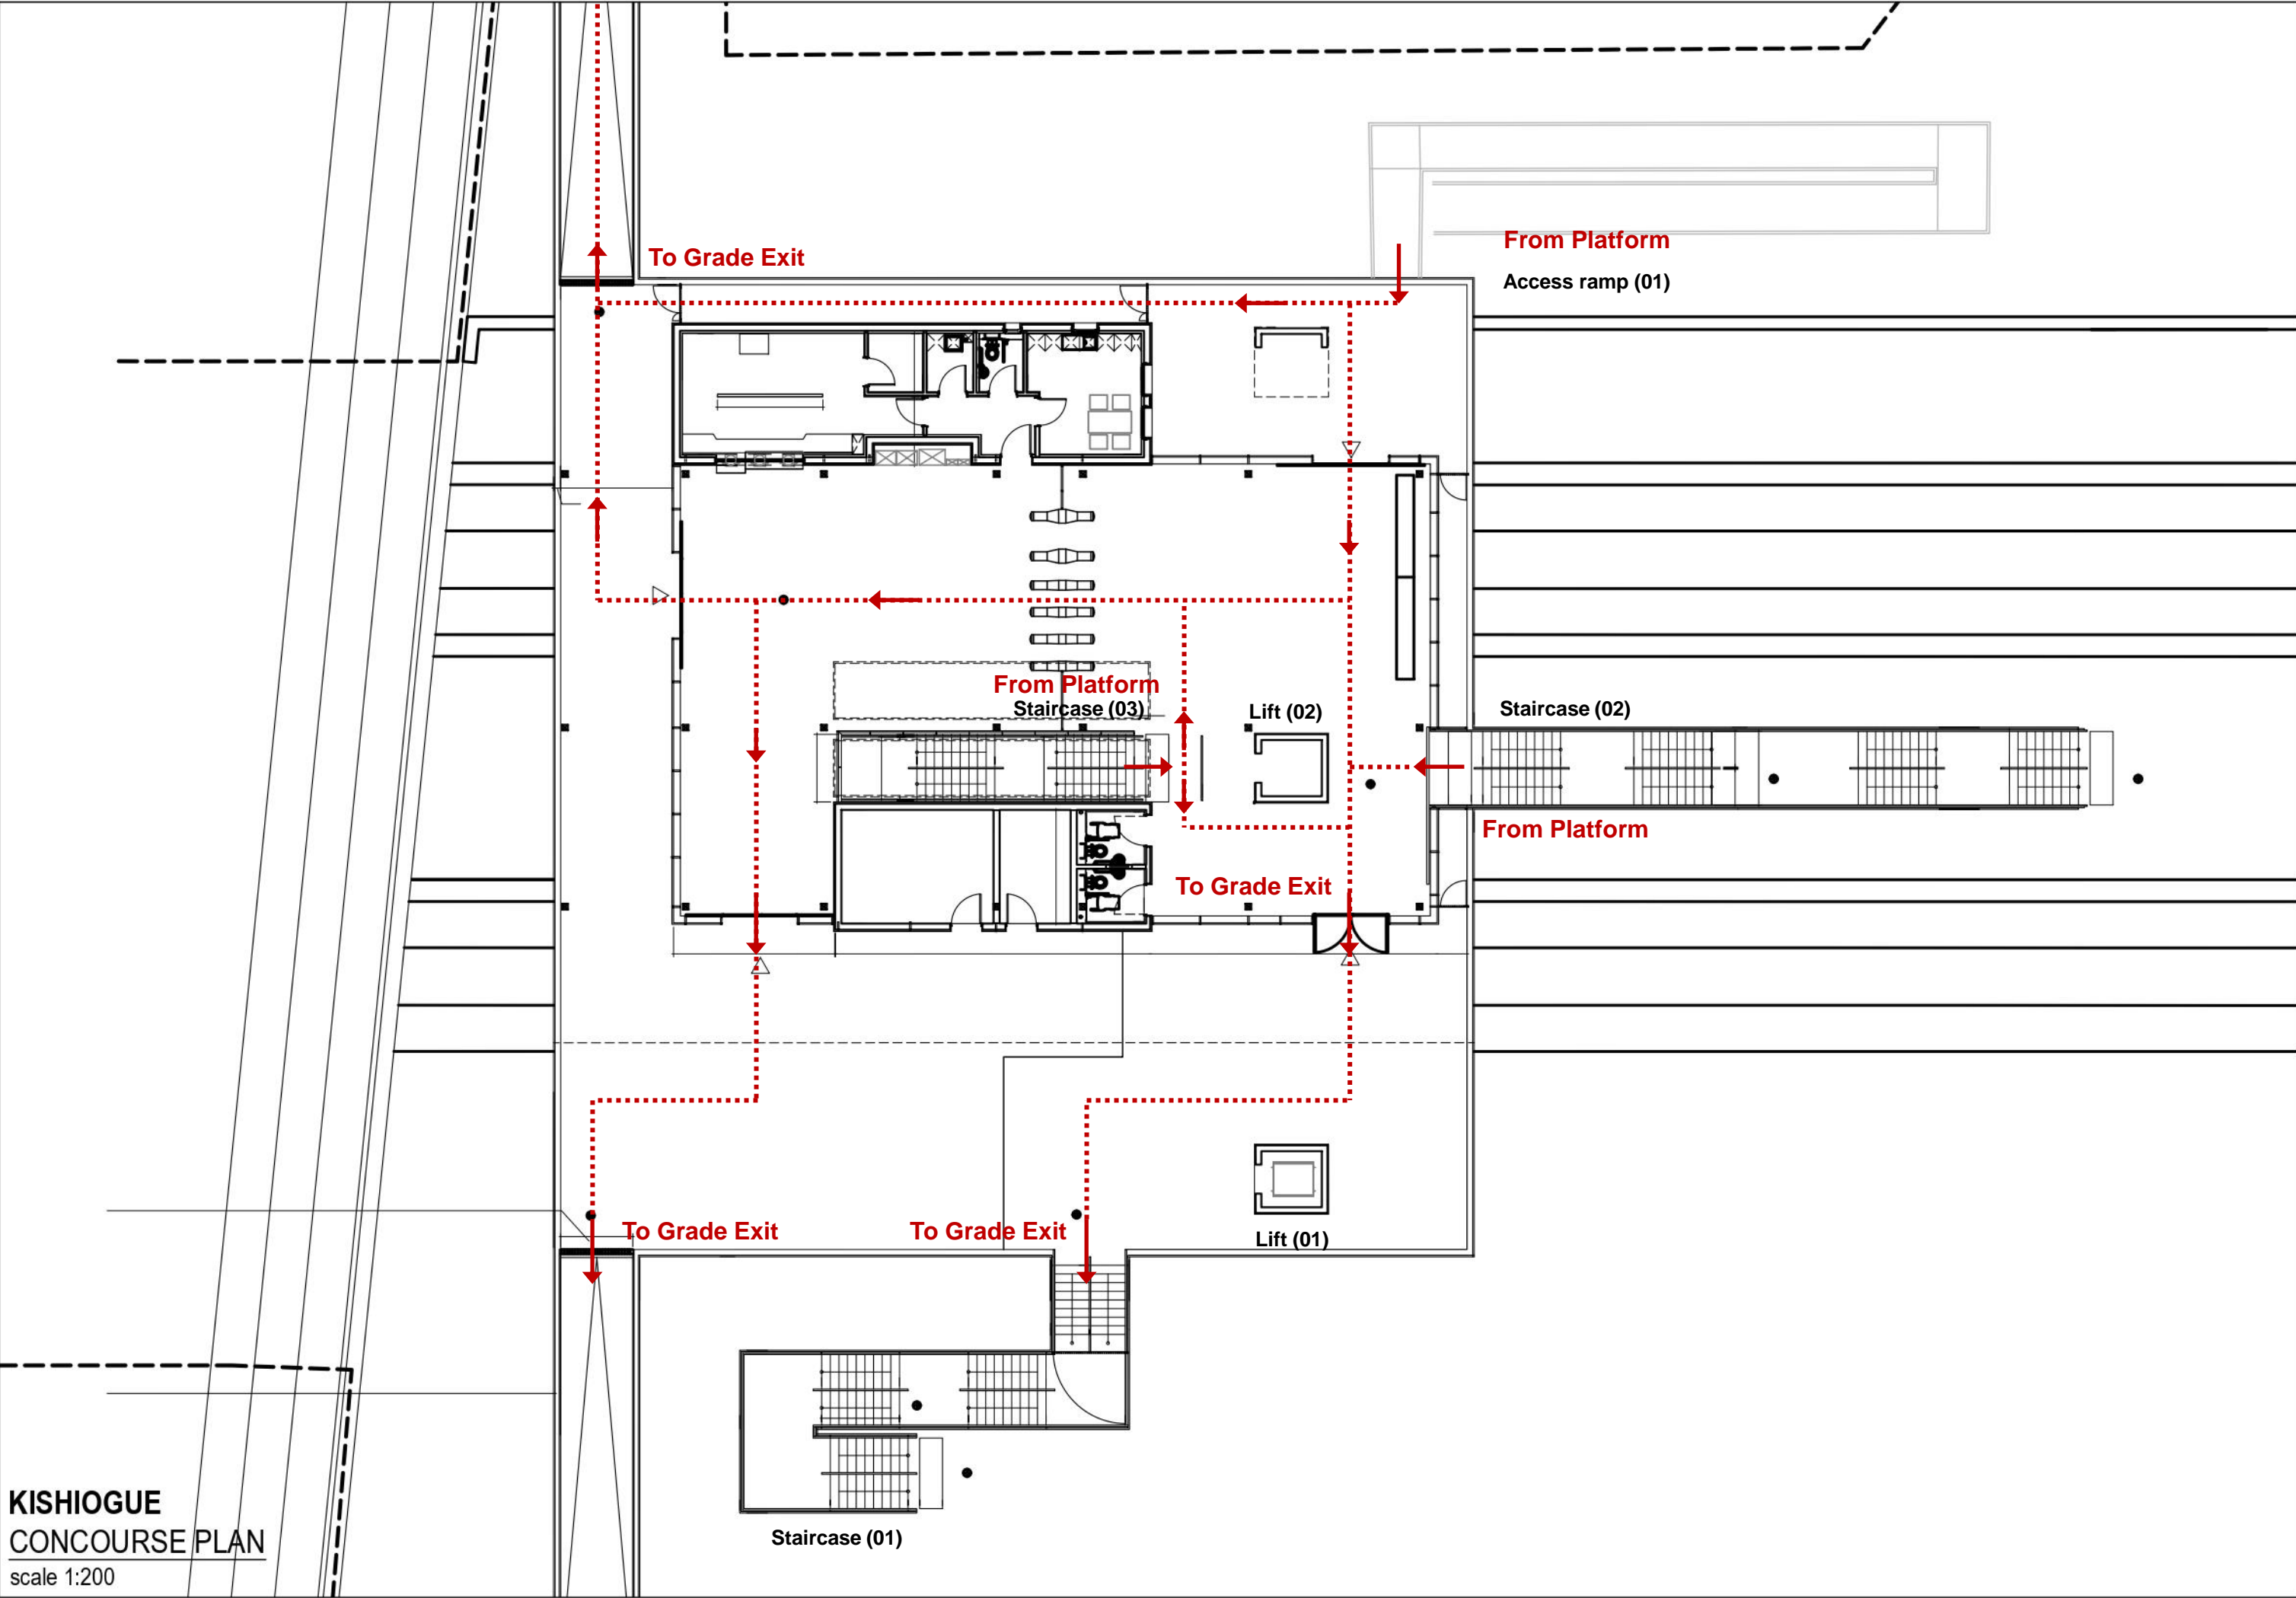 From Platform
To Grade Exit
Access ramp (01)
From Platform
Staircase (03)
Lift (02)
Staircase (02)
From Platform
To Grade Exit
To Grade Exit
To Grade Exit
Lift (01)
KISHIOGUE
CONCOURSE PLAN
scale 1:200
Staircase (01)